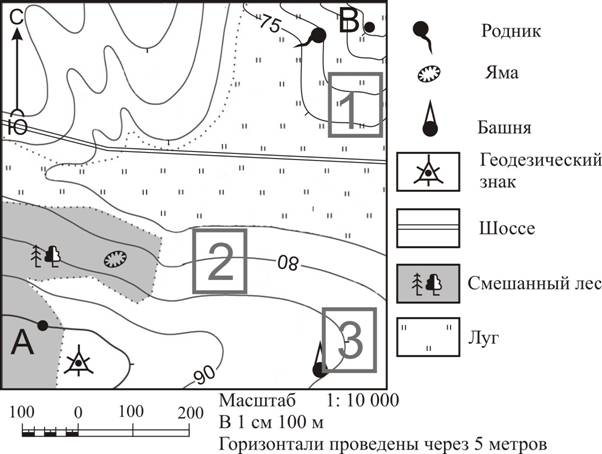 С
Ю
75
В
1
2
80
3
А
90
Родник
Яма
Башня
Геодезический
знак
Шоссе
Смешанный лес
Луг
100 0 100 200
Масштаб 1: 10 000
В 1 см 100 м
Горизонтали проведены через 5 метров